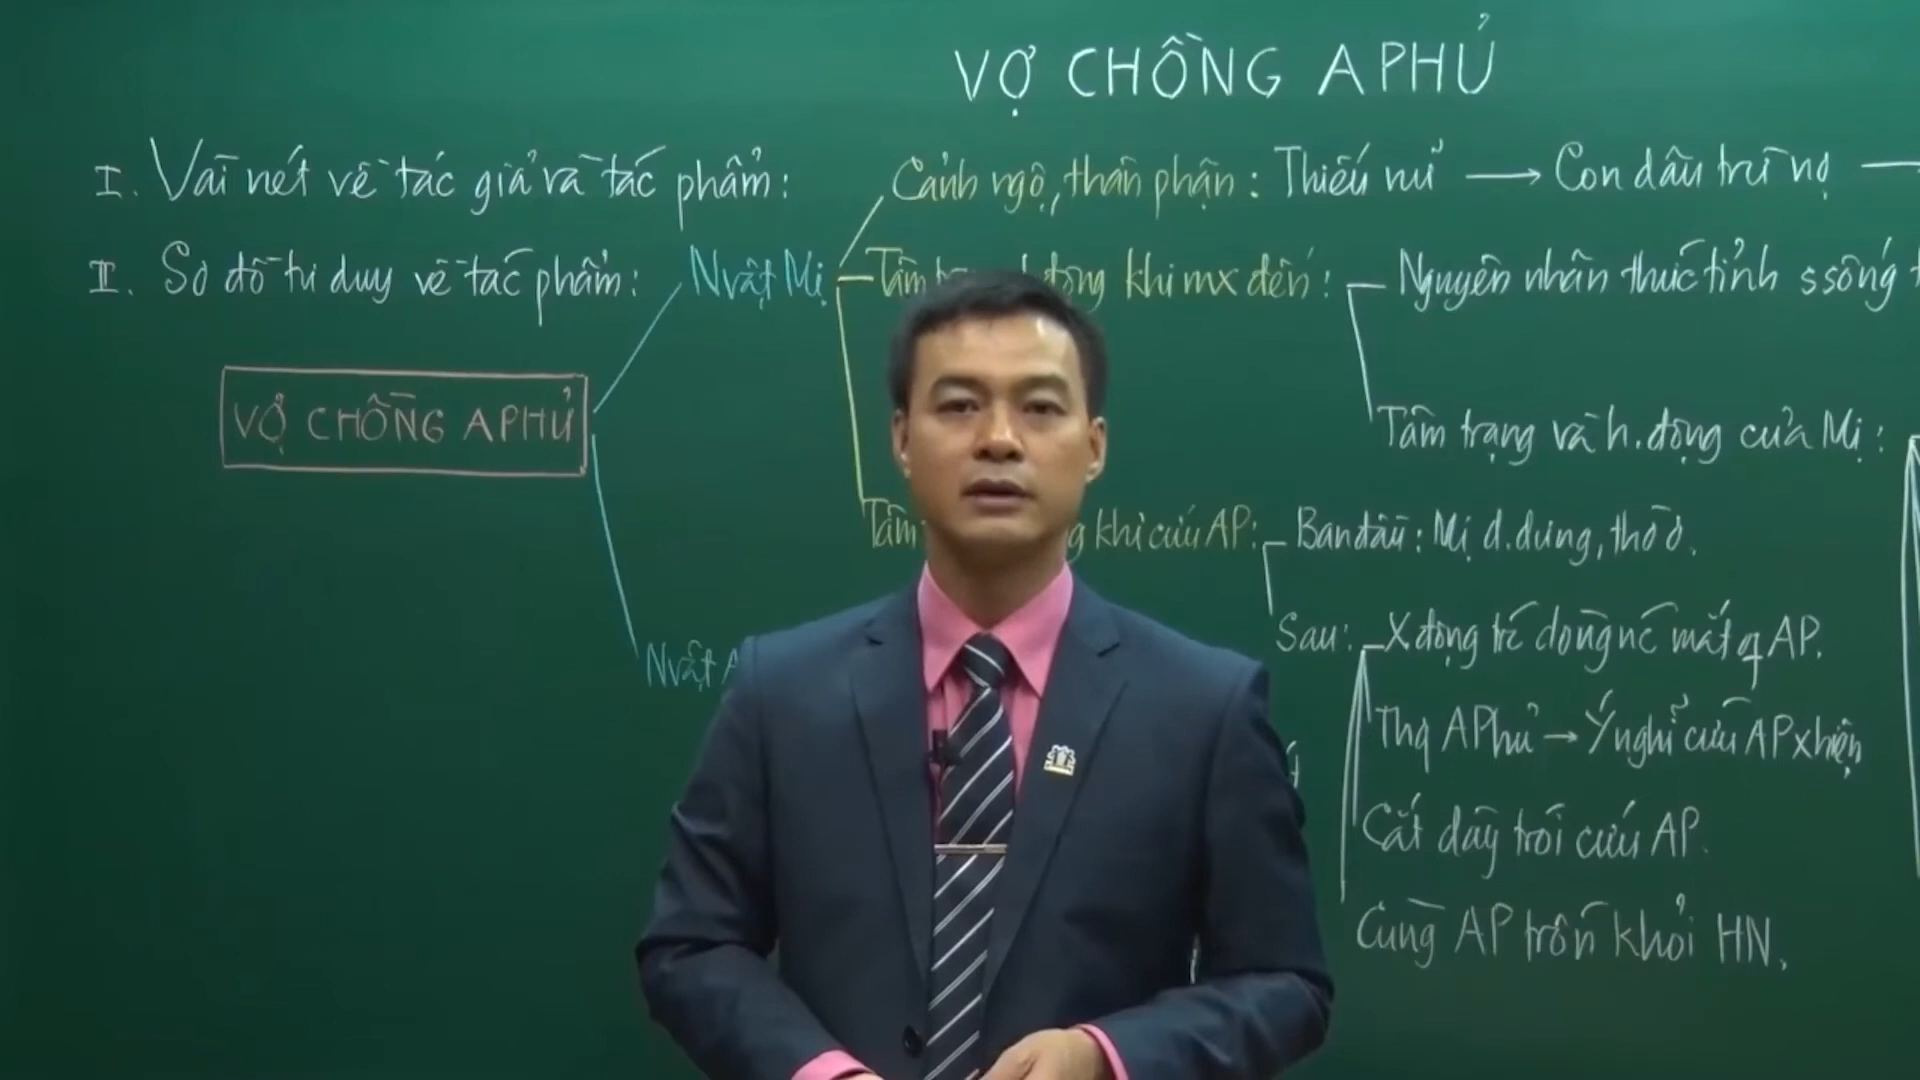 VỢ CHỒNG A PHỦ
I. Vài nét về tác giả và tác phẩm:
Cảnh ngộ, thân phận: Thiếu nữ → Con dâu trừ nợ
II. Sơ đồ tư duy về tác phẩm:
Nvật Mị
Tâm động khi mx đến:
Nguyên nhân thức tỉnh s sống
VỢ CHỒNG A PHỦ
Tâm trạng và h.động của Mị:
Tâm khi cứu AP:
Ban đầu: Mị d.dưng, thờ ơ.
Sau:
X động trc dòng nc mắt of AP.
Nvật A
Thg A Phủ → Ý nghĩ cứu AP x hiện
Cắt dây trói cứu AP.
Cùng AP trốn khỏi HN.